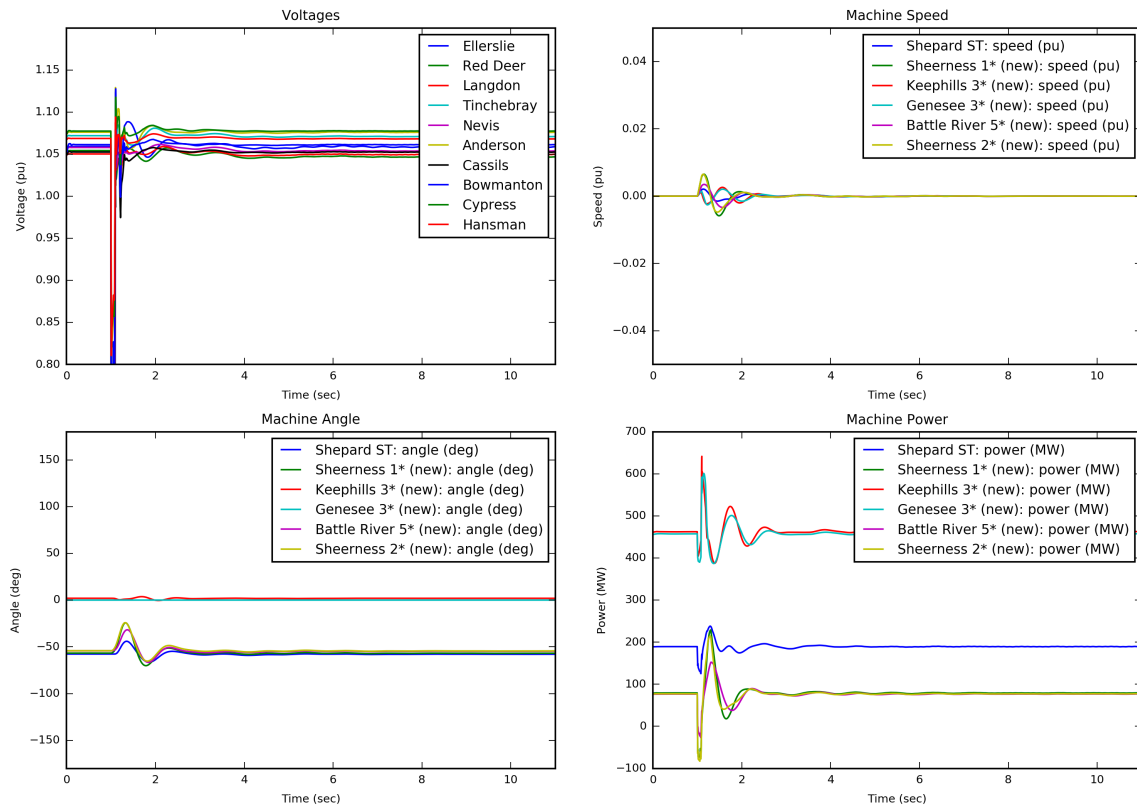 Voltages
1.15
1.10
1.05
1.00
0.95
0.90
0.85
0.80
Voltage (pu)
0
2
4
6
8
10
Time (sec)
Ellerslie
Red Deer
Langdon
Tinchebray
Nevis
Anderson
Cassils
Bowmanton
Cypress
Hansman
Machine Speed
0.04
0.02
0.00
−0.02
−0.04
Speed (pu)
0
2
4
6
8
10
Time (sec)
Shepard ST: speed (pu)
Sheerness 1* (new): speed (pu)
Keephills 3* (new): speed (pu)
Genesee 3* (new): speed (pu)
Battle River 5* (new): speed (pu)
Sheerness 2* (new): speed (pu)
Machine Angle
150
100
50
0
−50
−100
−150
Angle (deg)
0
2
4
6
8
10
Time (sec)
Shepard ST: angle (deg)
Sheerness 1* (new): angle (deg)
Keephills 3* (new): angle (deg)
Genesee 3* (new): angle (deg)
Battle River 5* (new): angle (deg)
Sheerness 2* (new): angle (deg)
Machine Power
700
600
500
400
300
200
100
0
−100
Power (MW)
0
2
4
6
8
10
Time (sec)
Shepard ST: power (MW)
Sheerness 1* (new): power (MW)
Keephills 3* (new): power (MW)
Genesee 3* (new): power (MW)
Battle River 5* (new): power (MW)
Sheerness 2* (new): power (MW)